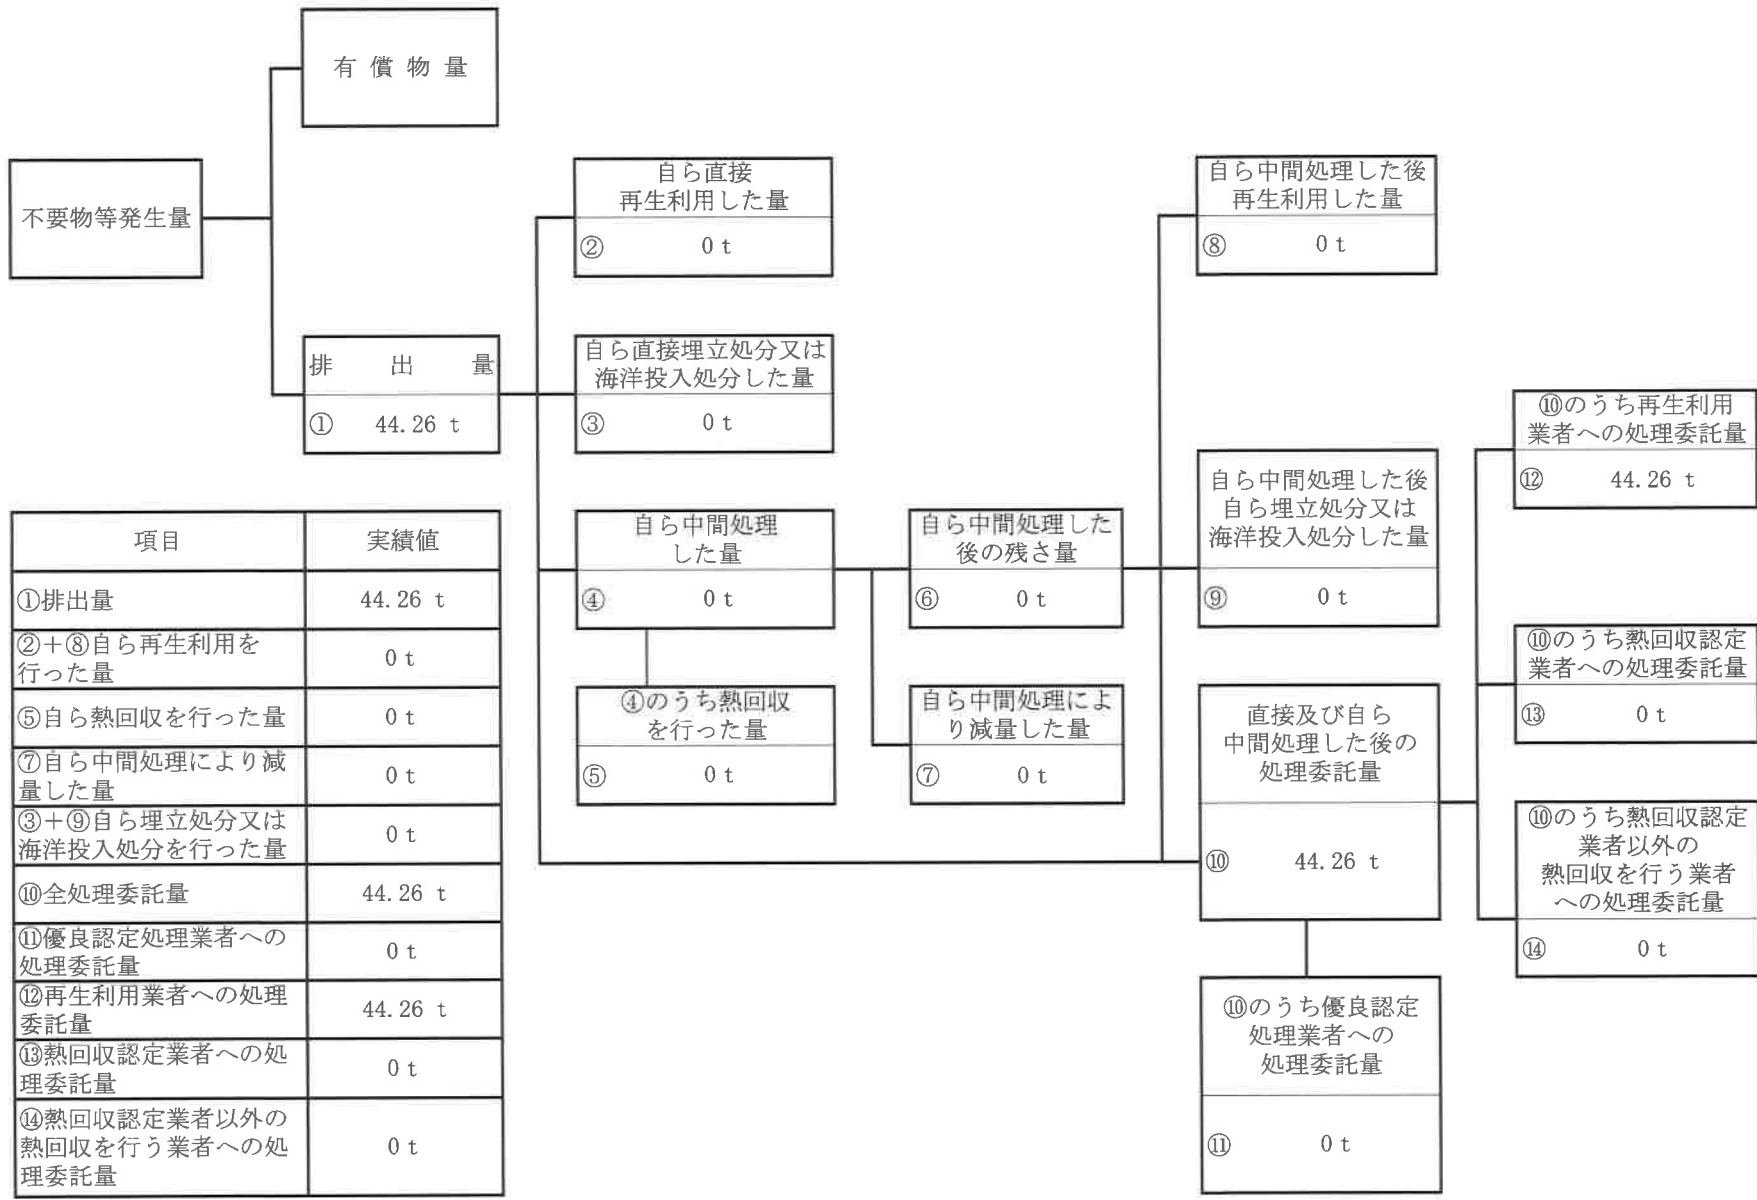 有 償 物 量
不要物等発生量
排 出 量
① 44.26 t
自ら直接
再生利用した量
② 0 t
自ら直接埋立処分又は
海洋投入処分した量
③ 0 t
自ら中間処理
した量
④ 0 t
④のうち熱回収
を行った量
⑤ 0 t
自ら中間処理した
後の残さ量
⑥ 0 t
自ら中間処理によ
り減量した量
⑦ 0 t
自ら中間処理した後
再生利用した量
⑧ 0 t
自ら中間処理した後
自ら埋立処分又は
海洋投入処分した量
⑨ 0 t
直接及び自ら
中間処理した後の
処理委託量
⑩ 44.26 t
⑩のうち優良認定
処理業者への
処理委託量
⑪ 0 t
⑩のうち再生利用
業者への処理委託量
⑫ 44.26 t
⑩のうち熱回収認定
業者への処理委託量
⑬ 0 t
⑩のうち熱回収認定
業者以外の
熱回収を行う業者
への処理委託量
⑭ 0 t
項目 実績値
①排出量 44.26 t
②+⑧自ら再生利用を
行った量 0 t
⑤自ら熱回収を行った量 0 t
⑦自ら中間処理により減
量した量 0 t
③+⑨自ら埋立処分又は
海洋投入処分を行った量 0 t
⑩全処理委託量 44.26 t
⑪優良認定処理業者への
処理委託量 0 t
⑫再生利用業者への処理
委託量 44.26 t
⑬熱回収認定業者への処
理委託量 0 t
⑭熱回収認定業者以外の
熱回収を行う業者への処
理委託量 0 t